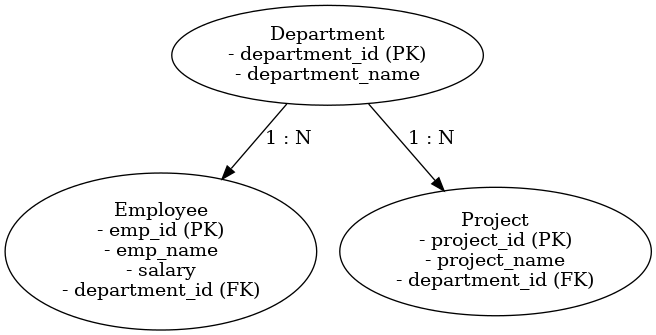 Department
- department_id (PK)
- department_name
1 : N
1 : N
Employee
- emp_id (PK)
- emp_name
- salary
- department_id (FK)
Project
- project_id (PK)
- project_name
- department_id (FK)